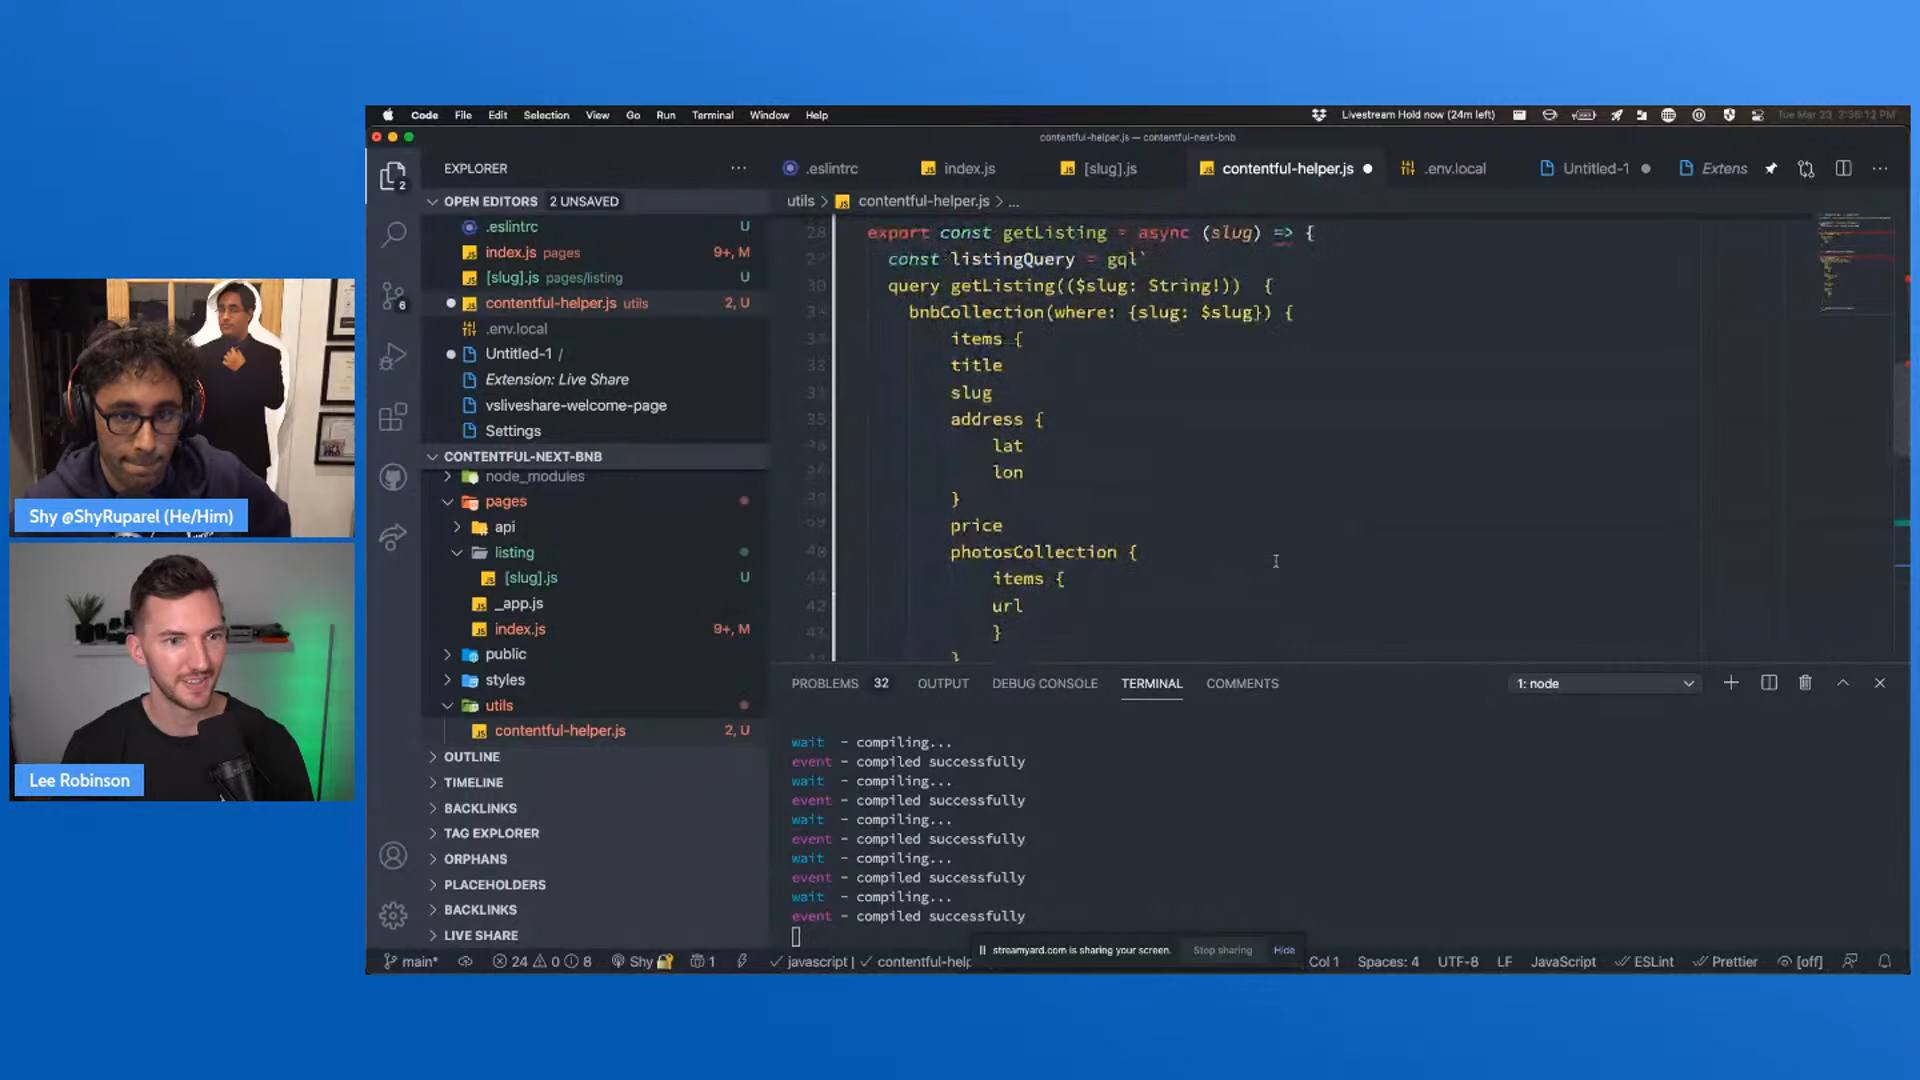 Code File Edit Selection View Go Run Terminal Window Help
Livestream Hold now (24m left)
Tue Mar 23 2:36:12 PM
contentful-helper.js — contentful-next-bnb
EXPLORER
.eslintrc
index.js
[slug].js
contentful-helper.js
.env.local
Untitled-1
Extens
OPEN EDITORS 2 UNSAVED
.eslintrc U
index.js pages 9+, M
[slug].js pages/listing U
contentful-helper.js utils 2, U
.env.local
Untitled-1 /
Extension: Live Share
vsliveshare-welcome-page
Settings
CONTENTFUL-NEXT-BNB
node_modules
pages
api
listing
[slug].js U
_app.js
index.js 9+, M
public
styles
utils
contentful-helper.js 2, U
OUTLINE
TIMELINE
BACKLINKS
TAG EXPLORER
ORPHANS
PLACEHOLDERS
BACKLINKS
LIVE SHARE
utils > contentful-helper.js > ...
export const getListing = async (slug) => {
const listingQuery = gql`
query getListing(($slug: String!)) {
bnbCollection(where: {slug: $slug}) {
items {
title
slug
address {
lat
lon
}
price
photosCollection {
items {
url
}
}
PROBLEMS 32 OUTPUT DEBUG CONSOLE TERMINAL COMMENTS
1: node
wait - compiling...
event - compiled successfully
wait - compiling...
event - compiled successfully
wait - compiling...
event - compiled successfully
wait - compiling...
event - compiled successfully
wait - compiling...
event - compiled successfully
streamyard.com is sharing your screen. Stop sharing Hide
main* 24 0 8 Shy 1 javascript | contentful-help Col 1 Spaces: 4 UTF-8 LF JavaScript ESLint Prettier [off]
2
6
Shy @ShyRuparel (He/Him)
Lee Robinson